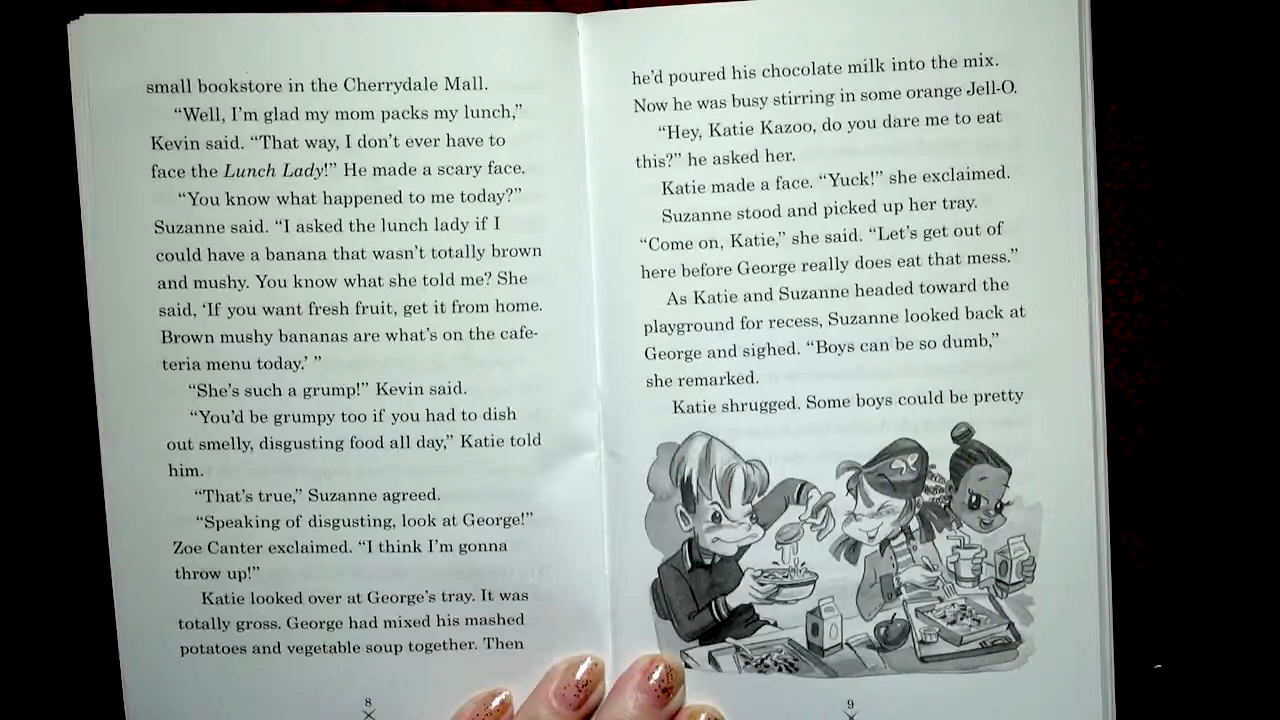 small bookstore in the Cherrydale Mall.
“Well, I’m glad my mom packs my lunch,”
Kevin said. “That way, I don’t ever have to
face the Lunch Lady!” He made a scary face.
“You know what happened to me today?”
Suzanne said. “I asked the lunch lady if I
could have a banana that wasn’t totally brown
and mushy. You know what she told me? She
said, ‘If you want fresh fruit, get it from home.
Brown mushy bananas are what’s on the cafe-
teria menu today.’ ”
“She’s such a grump!” Kevin said.
“You’d be grumpy too if you had to dish
out smelly, disgusting food all day,” Katie told
him.
“That’s true,” Suzanne agreed.
“Speaking of disgusting, look at George!”
Zoe Canter exclaimed. “I think I’m gonna
throw up!”
Katie looked over at George’s tray. It was
totally gross. George had mixed his mashed
potatoes and vegetable soup together. Then
8
he’d poured his chocolate milk into the mix.
Now he was busy stirring in some orange Jell-O.
“Hey, Katie Kazoo, do you dare me to eat
this?” he asked her.
Katie made a face. “Yuck!” she exclaimed.
Suzanne stood and picked up her tray.
“Come on, Katie,” she said. “Let’s get out of
here before George really does eat that mess.”
As Katie and Suzanne headed toward the
playground for recess, Suzanne looked back at
George and sighed. “Boys can be so dumb,”
she remarked.
Katie shrugged. Some boys could be pretty
9